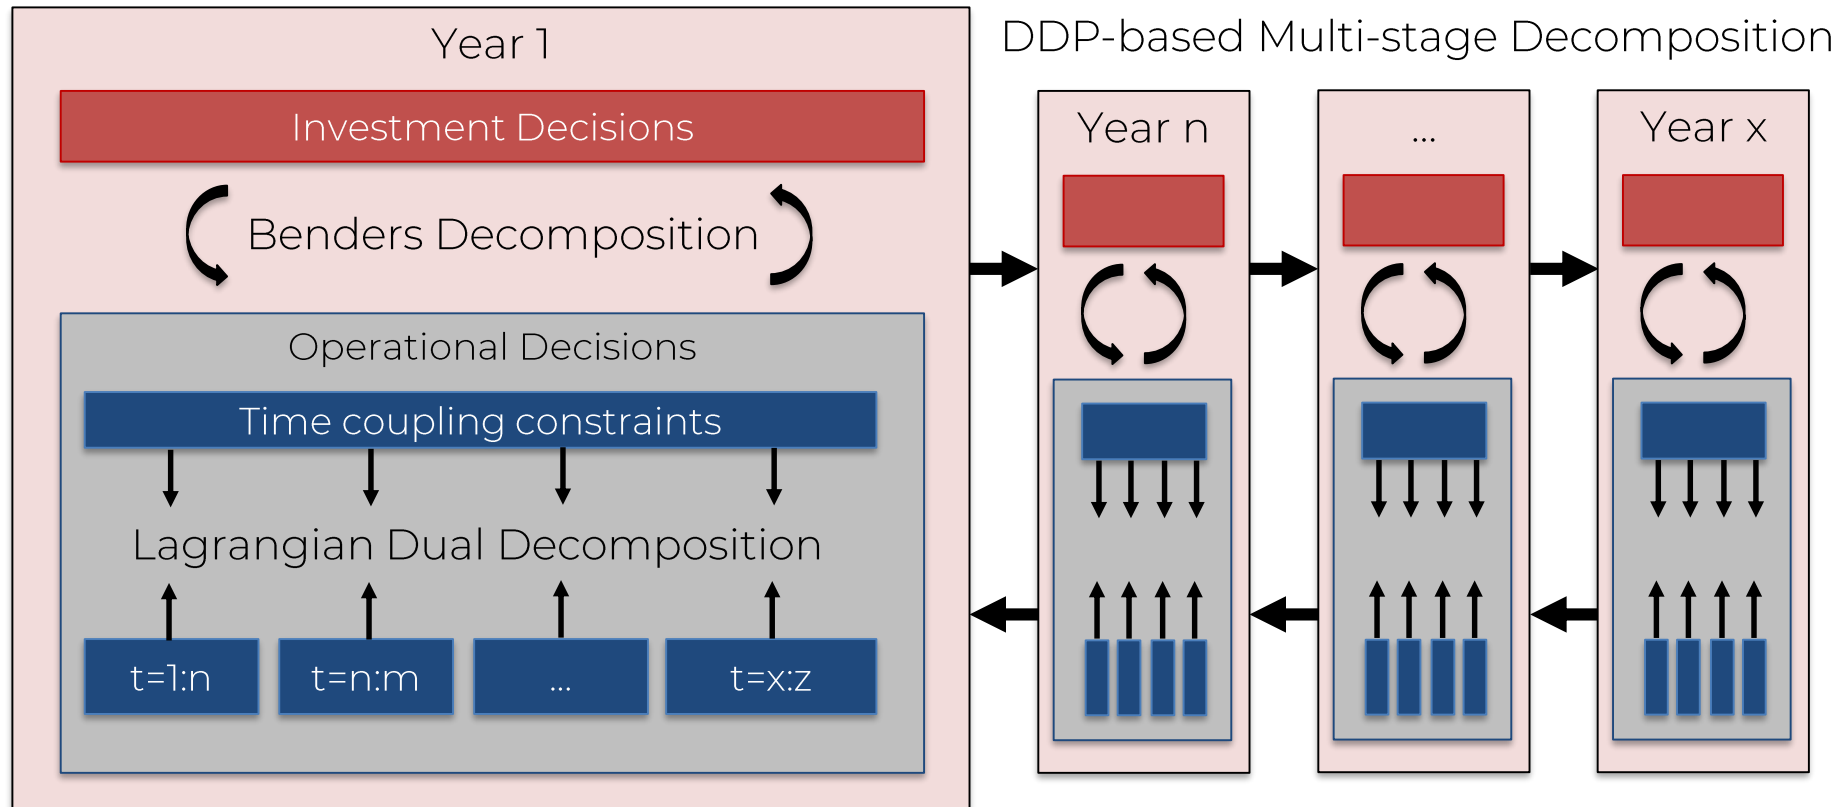 Year 1
Investment Decisions
Benders Decomposition
Operational Decisions
Time coupling constraints
Lagrangian Dual Decomposition
t=1:n
t=n:m
...
t=x:z
DDP-based Multi-stage Decomposition
Year n
...
Year x